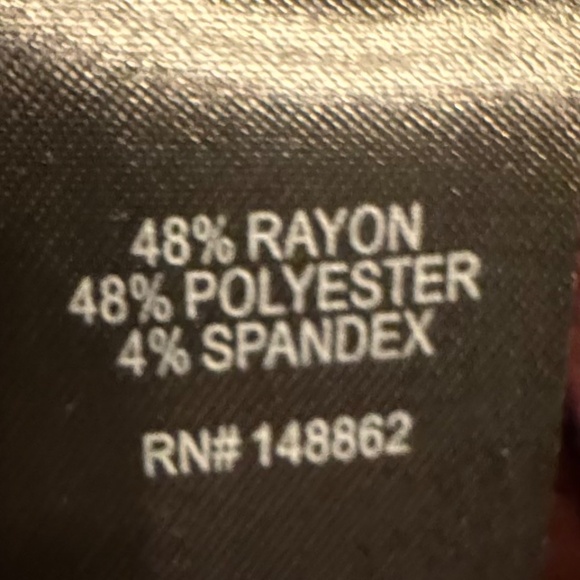 48% RAYON
48% POLYESTER
4% SPANDEX
RN# 148862